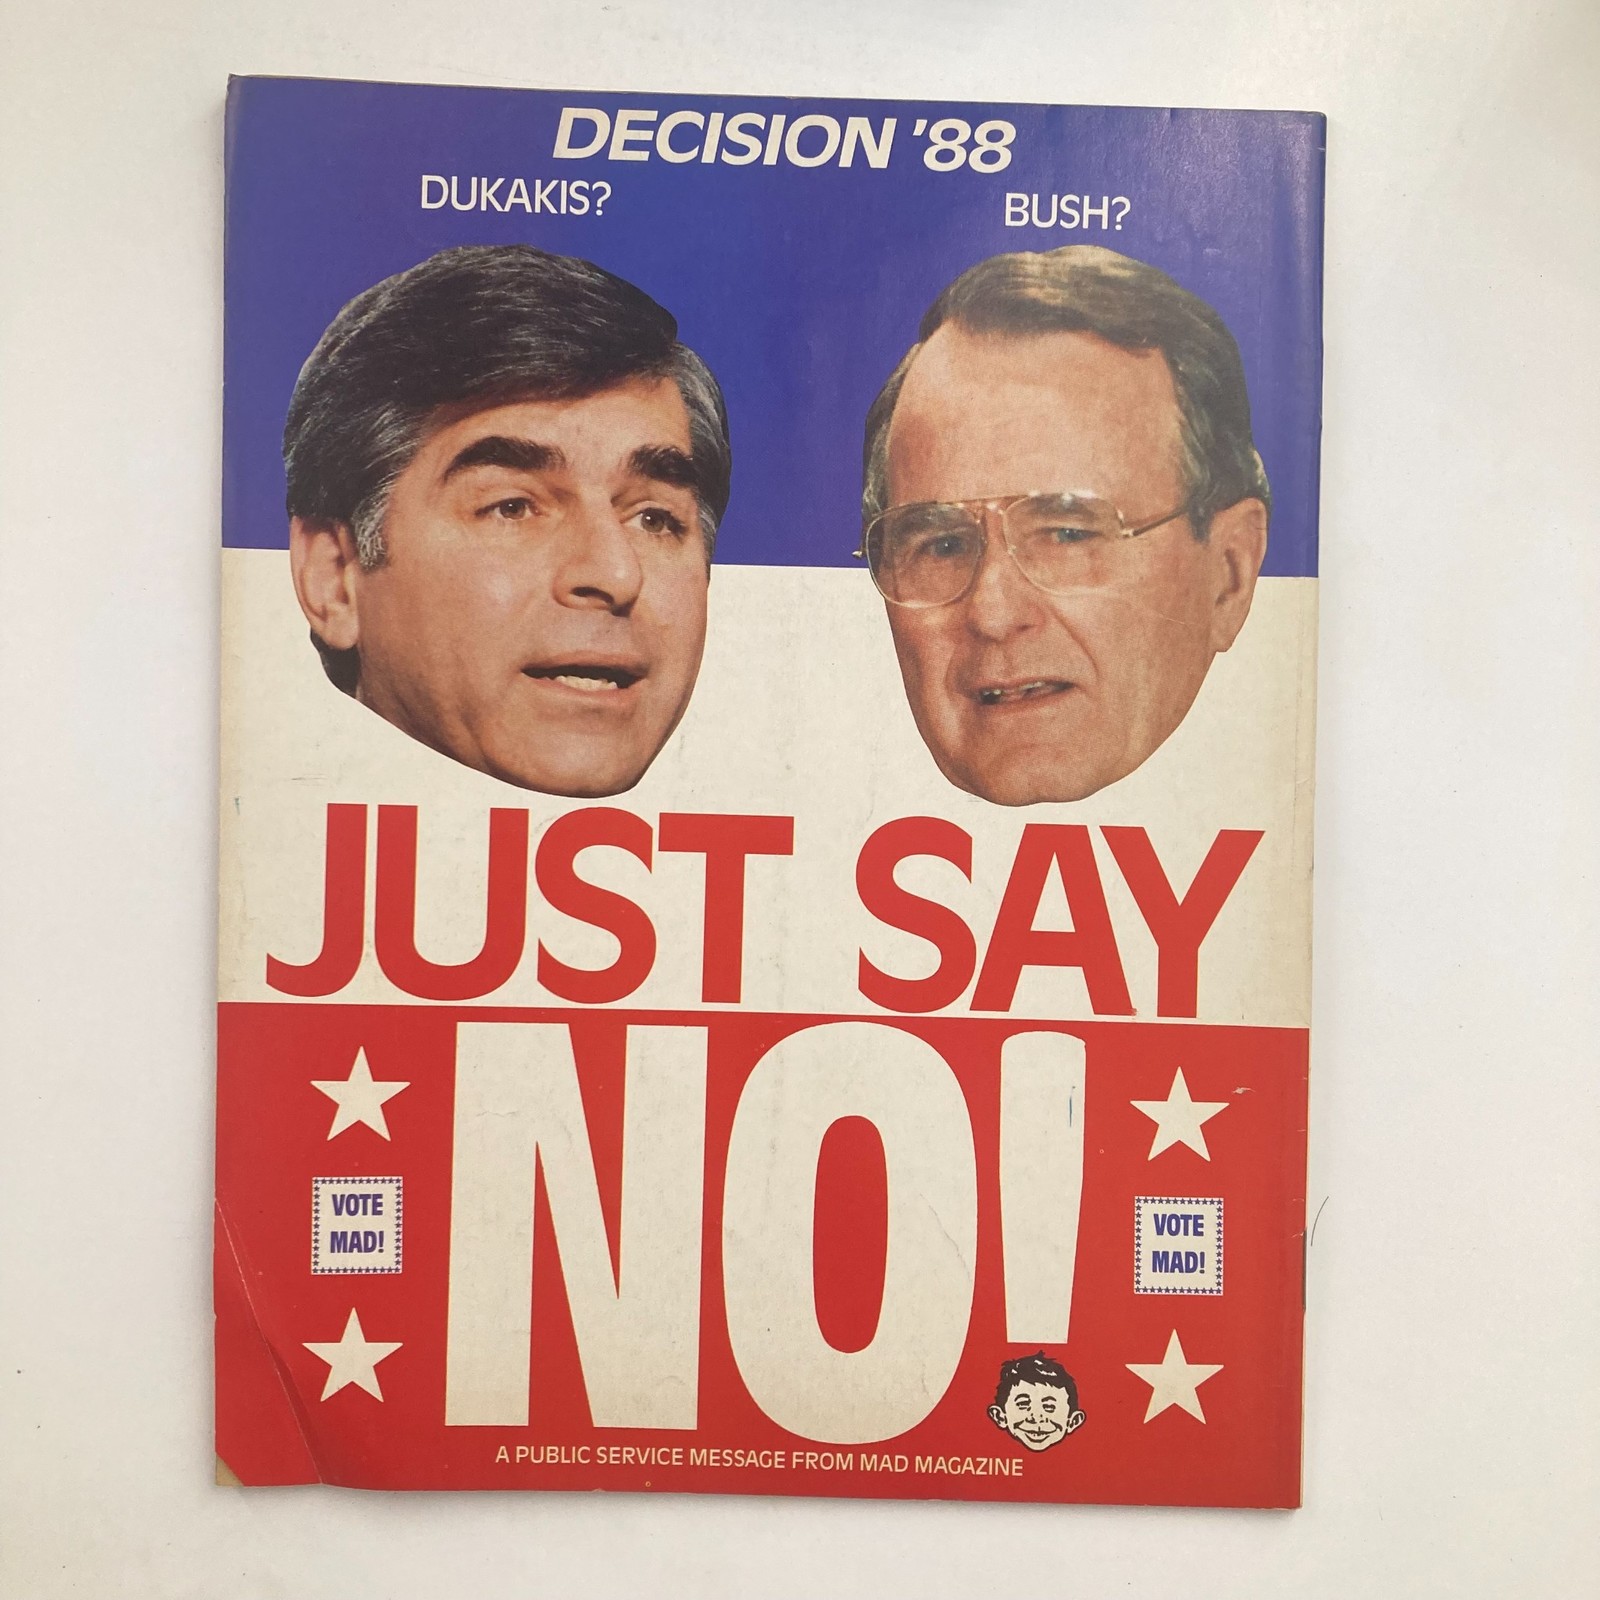 DECISION '88
DUKAKIS?
BUSH?
JUST SAY
NO!
VOTE
MAD!
VOTE
MAD!
A PUBLIC SERVICE MESSAGE FROM MAD MAGAZINE